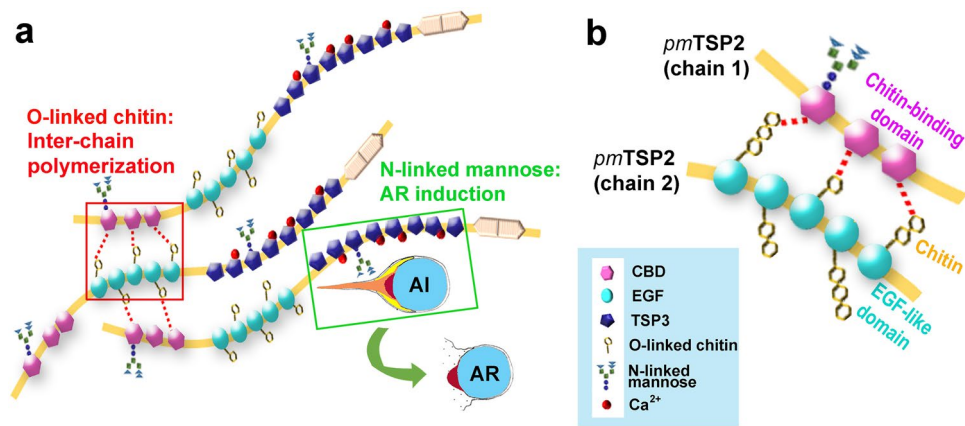 a
O-linked chitin:
Inter-chain
polymerization
N-linked mannose:
AR induction
AI
AR
b
pmTSP2
(chain 1)
Chitin-binding
domain
pmTSP2
(chain 2)
Chitin
EGF-like
domain
CBD
EGF
TSP3
O-linked chitin
N-linked
mannose
Ca²⁺